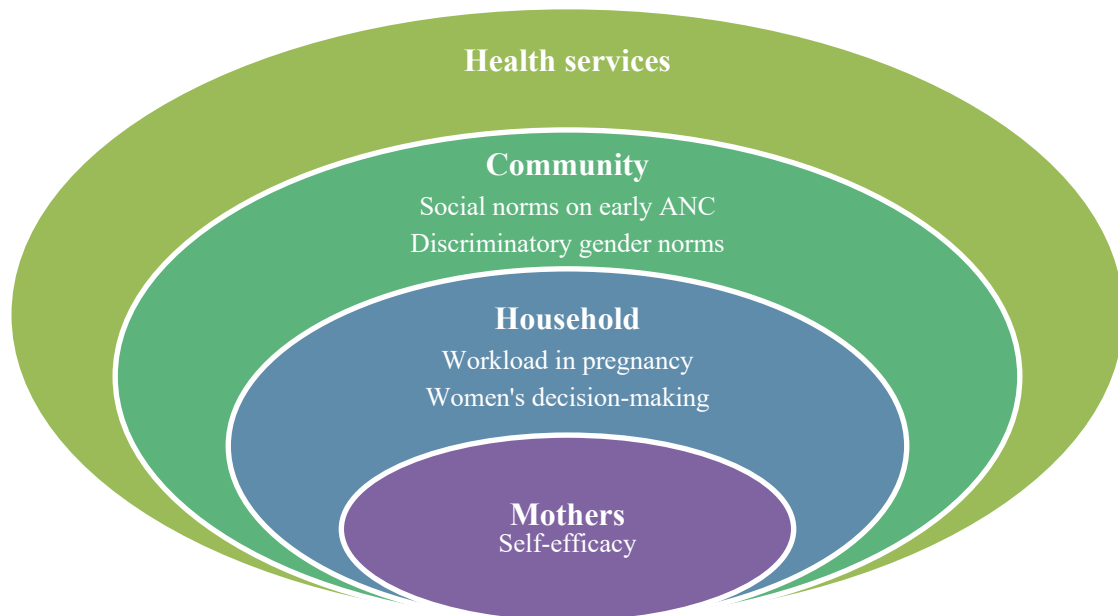 Health services
Community
Social norms on early ANC
Discriminatory gender norms
Household
Workload in pregnancy
Women's decision-making
Mothers
Self-efficacy